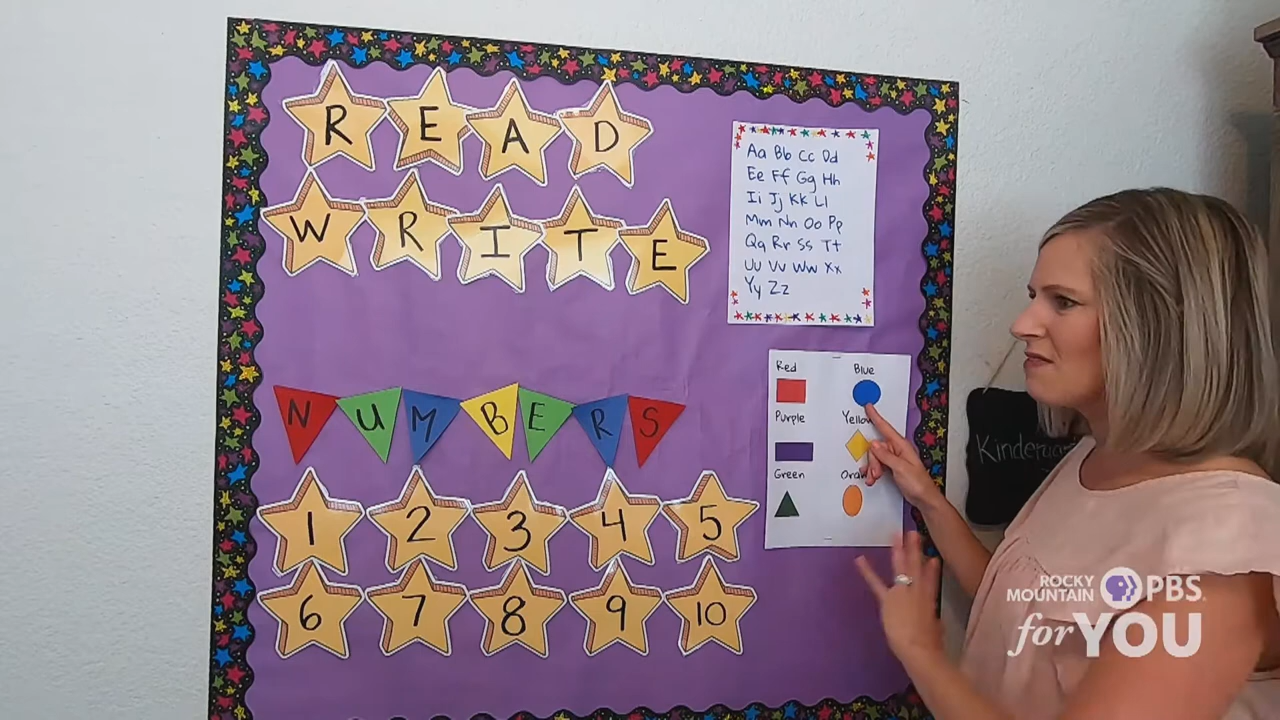 READ
WRITE
Aa Bb Cc Dd
Ee Ff Gg Hh
Ii Jj Kk Ll
Mm Nn Oo Pp
Qq Rr Ss Tt
Uu Vv Ww Xx
Yy Zz
Red Blue
Purple
Green
NUMBERS
1 2 3 4 5
6 7 8 9 10
ROCKY MOUNTAIN PBS
for YOU